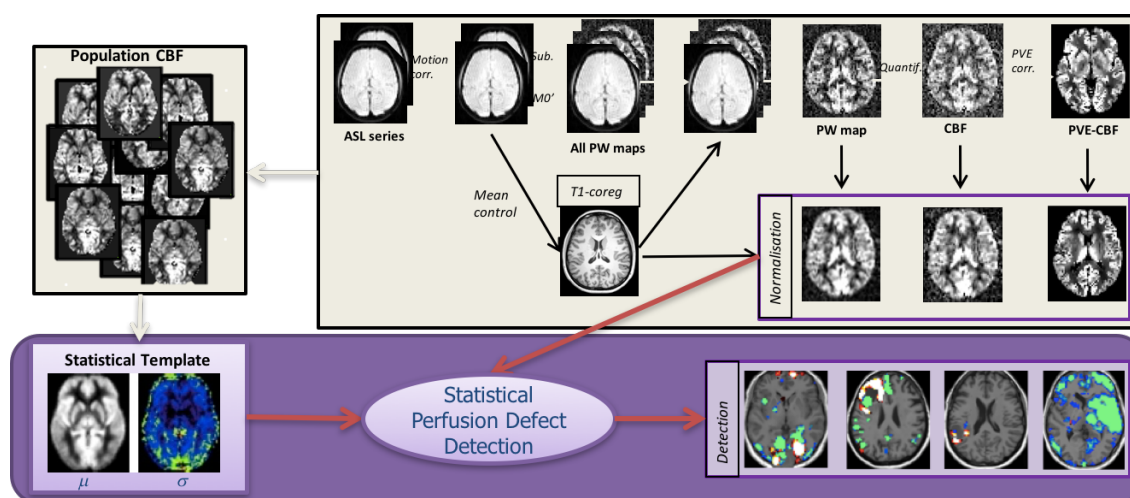 Population CBF
Motion
corr.
Sub.
M0'
Quantif.
PVE
corr.
ASL series
All PW maps
PW map
CBF
PVE-CBF
Mean
control
T1-coreg
Normalisation
Statistical Template
μ
σ
Statistical
Perfusion Defect
Detection
Detection